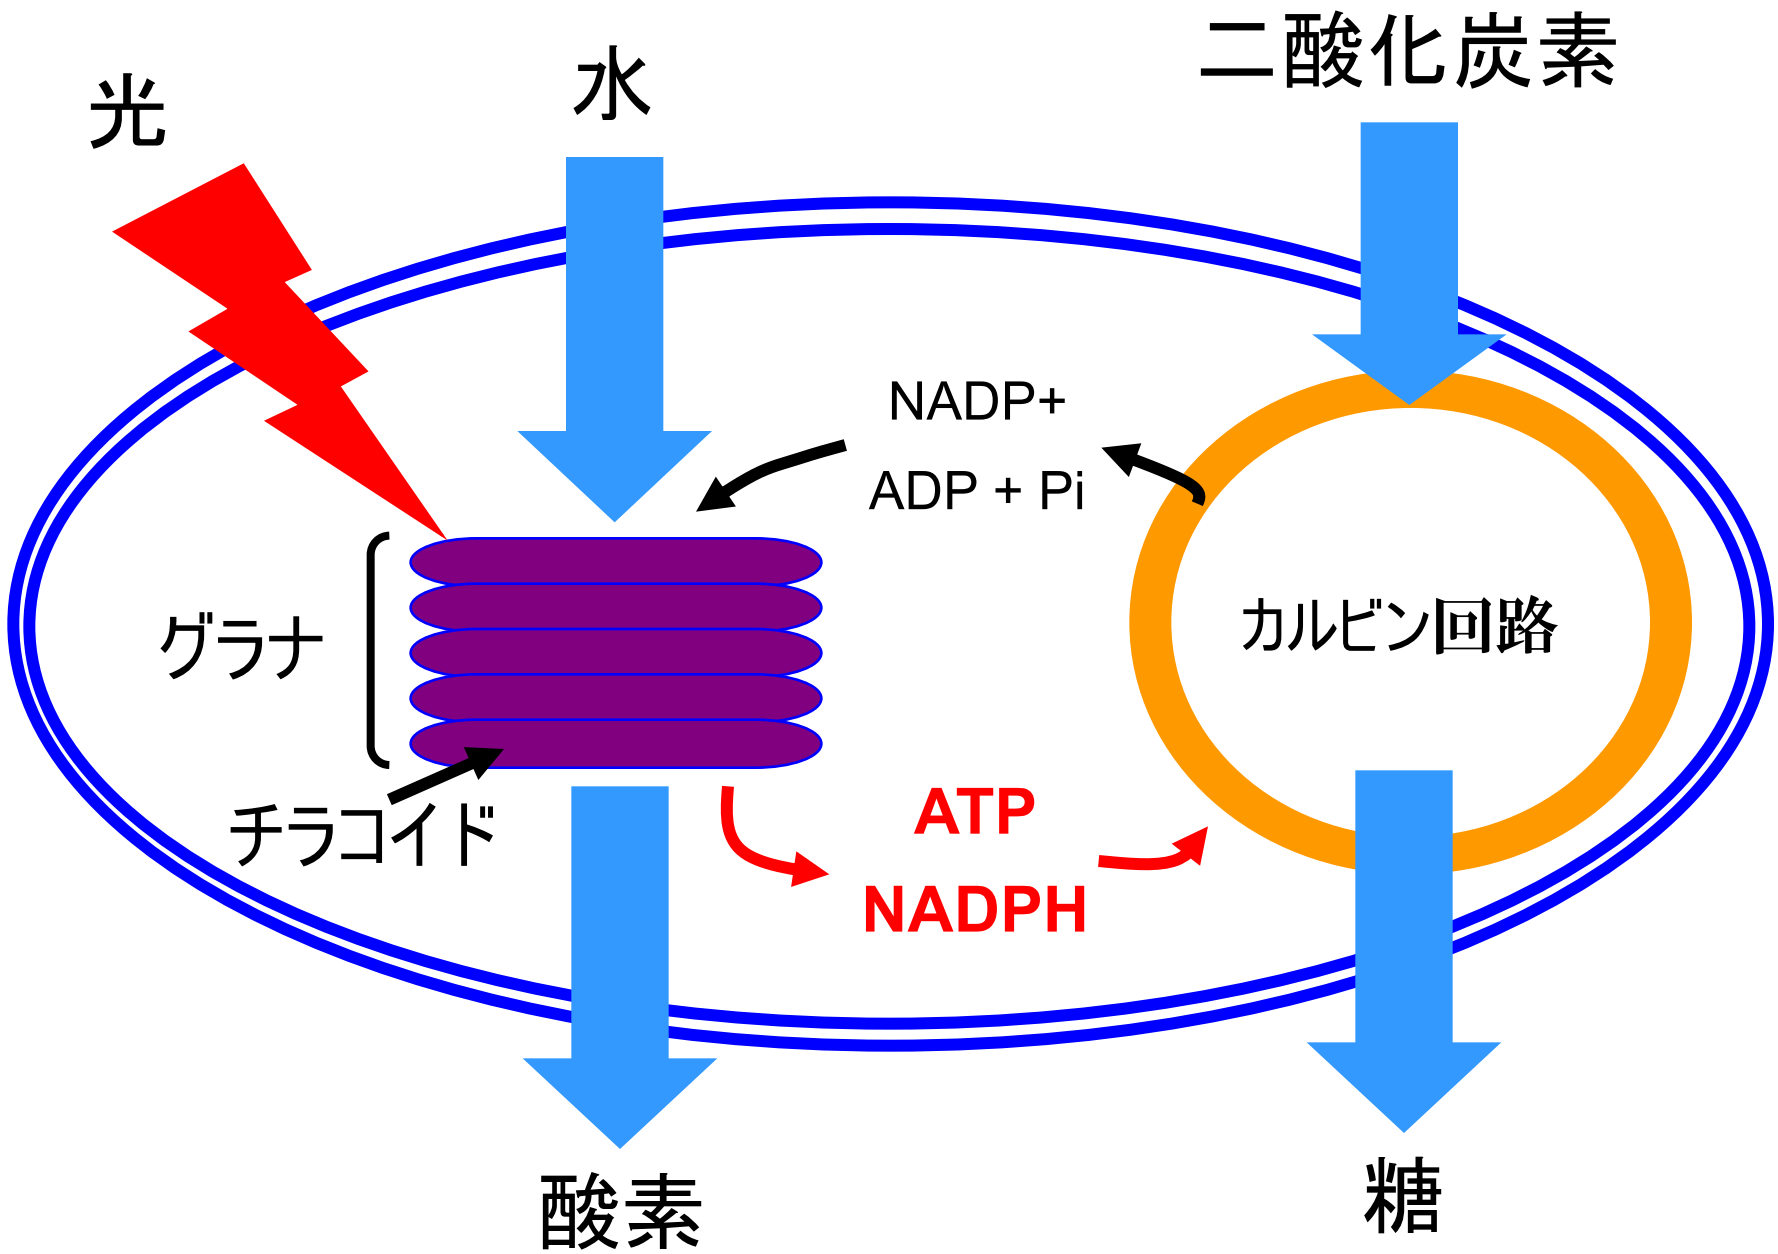 光
水
二酸化炭素
NADP+
ADP + Pi
グラナ
カルビン回路
チラコイド
ATP
NADPH
酸素
糖